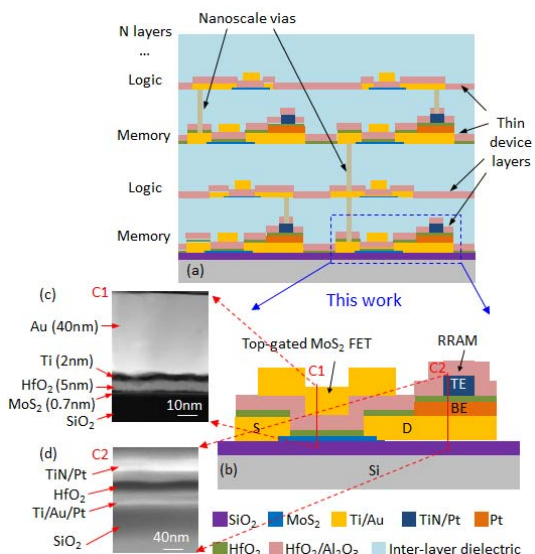 N layers
...
Nanoscale vias
Logic
Memory
Thin
device
layers
Logic
Memory
(a)
This work
(c)
C1
Au (40nm)
Ti (2nm)
HfO₂ (5nm)
MoS₂ (0.7nm)
SiO₂
10nm
Top-gated MoS₂ FET
RRAM
C1
C2
TE
BE
S
D
(b)
Si
(d)
C2
TiN/Pt
HfO₂
Ti/Au/Pt
SiO₂
40nm
SiO₂ MoS₂ Ti/Au TiN/Pt Pt
HfO₂ HfO₂/Al₂O₃ Inter-layer dielectric